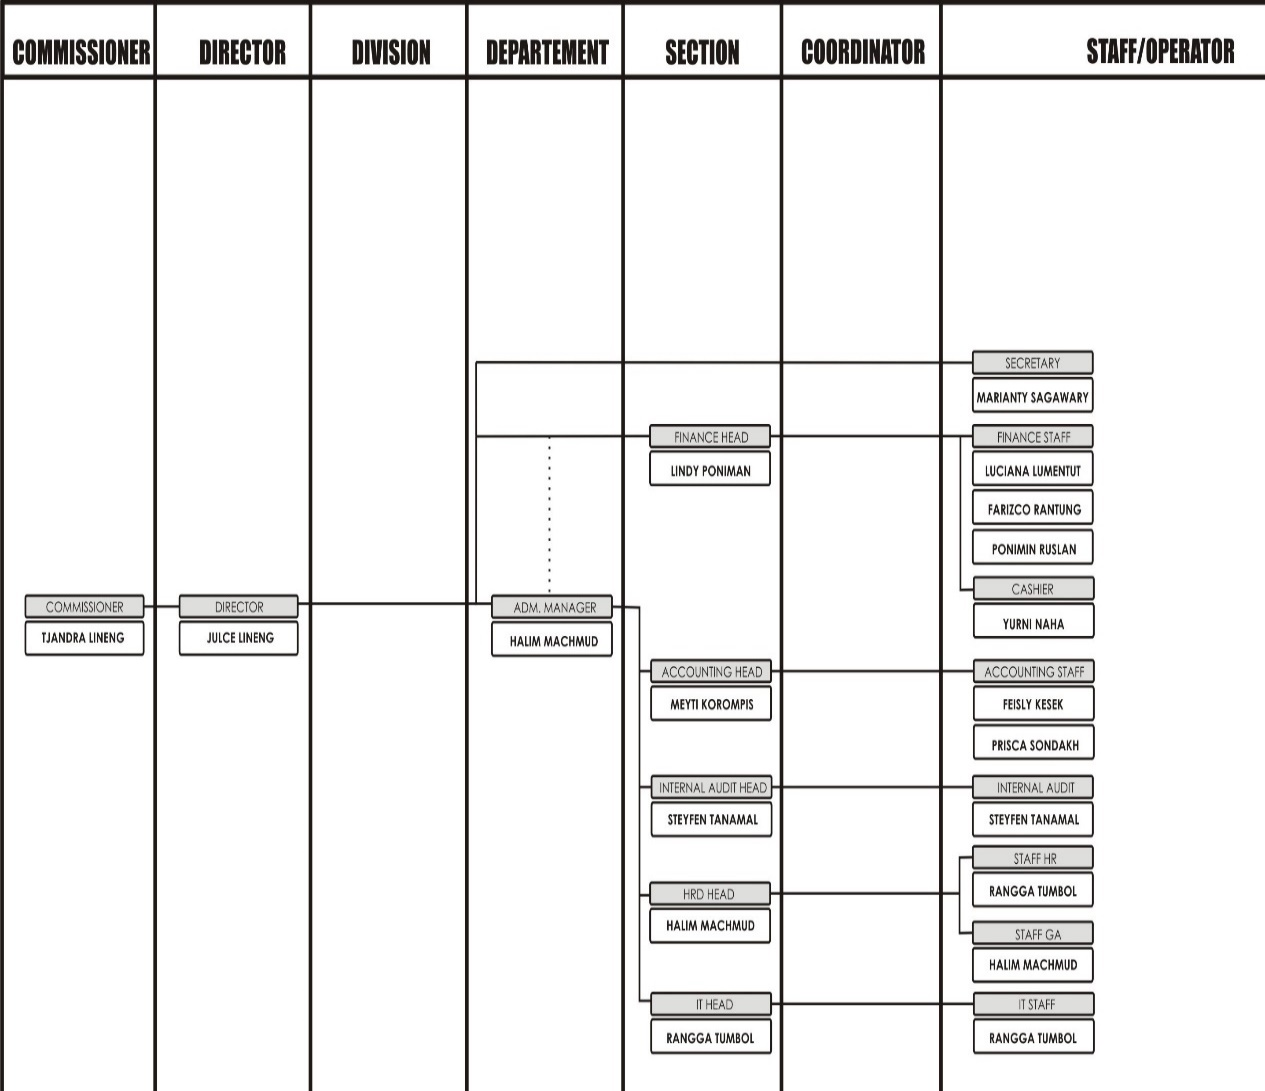 COMMISSIONER
DIRECTOR
DIVISION
DEPARTEMENT
SECTION
COORDINATOR
STAFF/OPERATOR
COMMISSIONER
TJANDRA LINENG
DIRECTOR
JULCE LINENG
ADM. MANAGER
HALIM MACHMUD
SECRETARY
MARIANTY SAGAWARY
FINANCE HEAD
LINDY PONIMAN
FINANCE STAFF
LUCIANA LUMENTUT
FARIZCO RANTUNG
PONIMIN RUSLAN
CASHIER
YURNI NAHA
ACCOUNTING HEAD
MEYTI KOROMPIS
ACCOUNTING STAFF
FEISLY KESEK
PRISCA SONDAKH
INTERNAL AUDIT HEAD
STEYFEN TANAMAL
INTERNAL AUDIT
STEYFEN TANAMAL
HRD HEAD
HALIM MACHMUD
STAFF HR
RANGGA TUMBOL
STAFF GA
HALIM MACHMUD
IT HEAD
RANGGA TUMBOL
IT STAFF
RANGGA TUMBOL